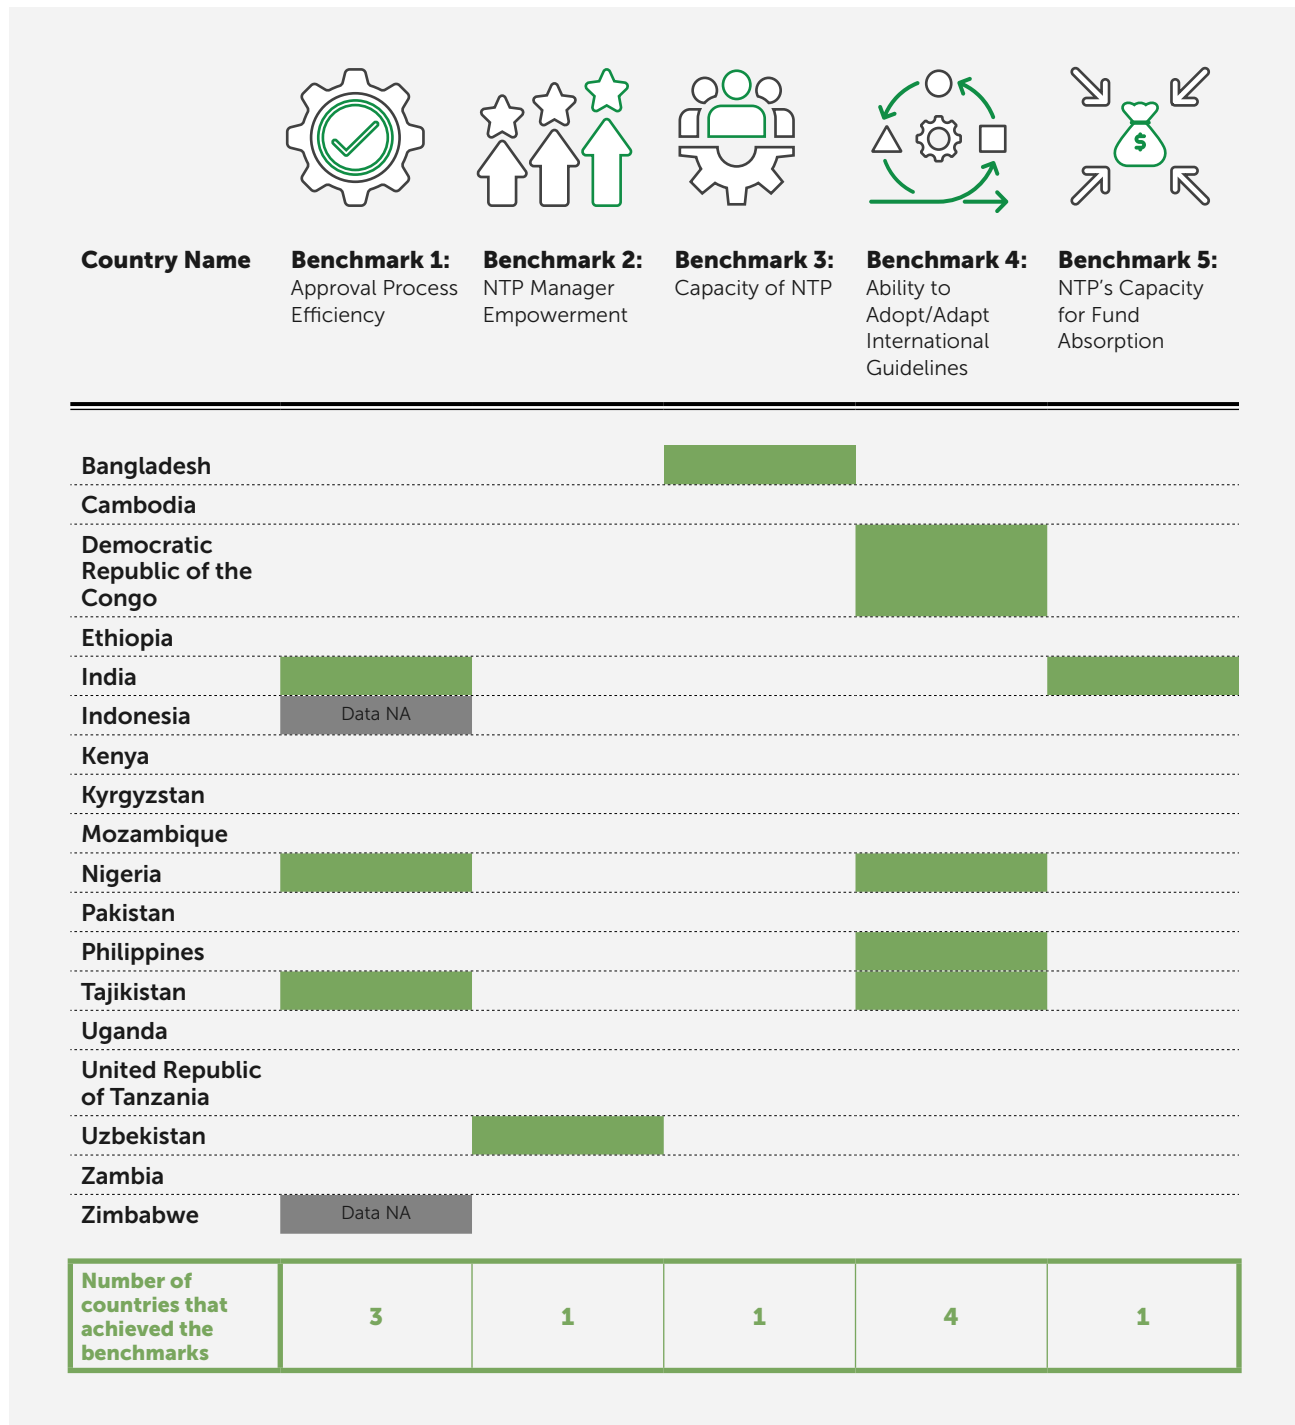 $
Country Name
Benchmark 1:
Approval Process
Efficiency
Benchmark 2:
NTP Manager
Empowerment
Benchmark 3:
Capacity of NTP
Benchmark 4:
Ability to
Adopt/Adapt
International
Guidelines
Benchmark 5:
NTP's Capacity
for Fund
Absorption
Bangladesh
Cambodia
Democratic
Republic of the
Congo
Ethiopia
India
Indonesia
Data NA
Kenya
Kyrgyzstan
Mozambique
Nigeria
Pakistan
Philippines
Tajikistan
Uganda
United Republic
of Tanzania
Uzbekistan
Zambia
Zimbabwe
Data NA
Number of
countries that
achieved the
benchmarks
3
1
1
4
1